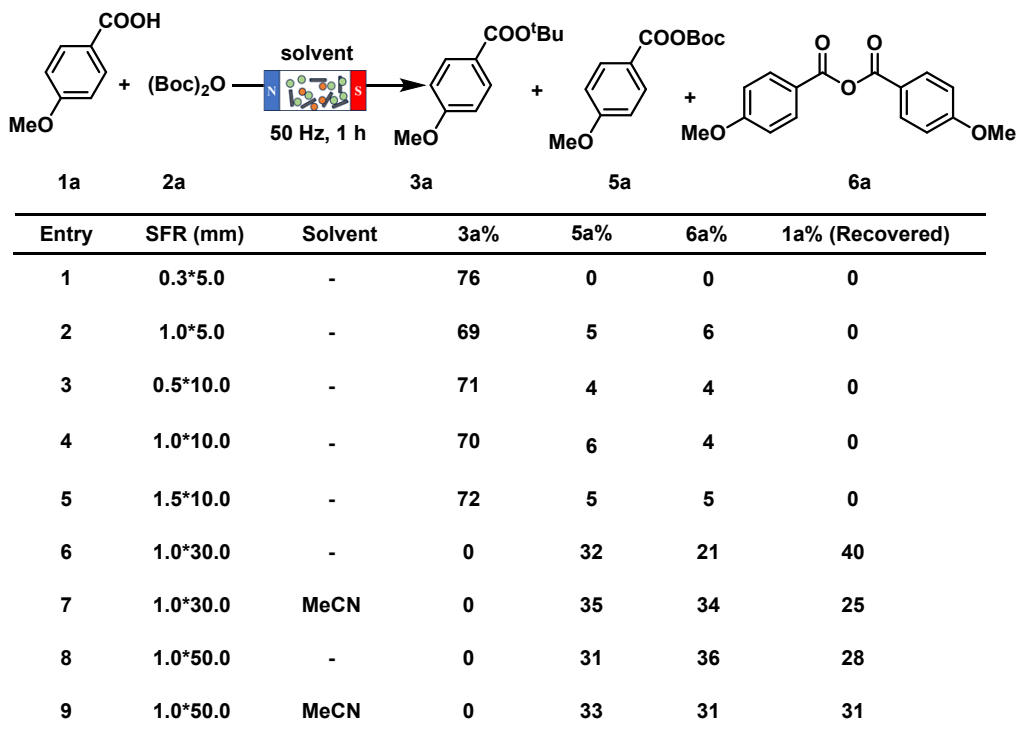 COOH
MeO
+
(Boc)₂O
solvent
N
S
50 Hz, 1 h
COOᵗBu
MeO
+
COOBoc
MeO
+
O O
O
MeO
OMe
1a 2a 3a 5a 6a
Entry SFR (mm) Solvent 3a% 5a% 6a% 1a% (Recovered)
1 0.3*5.0 - 76 0 0 0
2 1.0*5.0 - 69 5 6 0
3 0.5*10.0 - 71 4 4 0
4 1.0*10.0 - 70 6 4 0
5 1.5*10.0 - 72 5 5 0
6 1.0*30.0 - 0 32 21 40
7 1.0*30.0 MeCN 0 35 34 25
8 1.0*50.0 - 0 31 36 28
9 1.0*50.0 MeCN 0 33 31 31